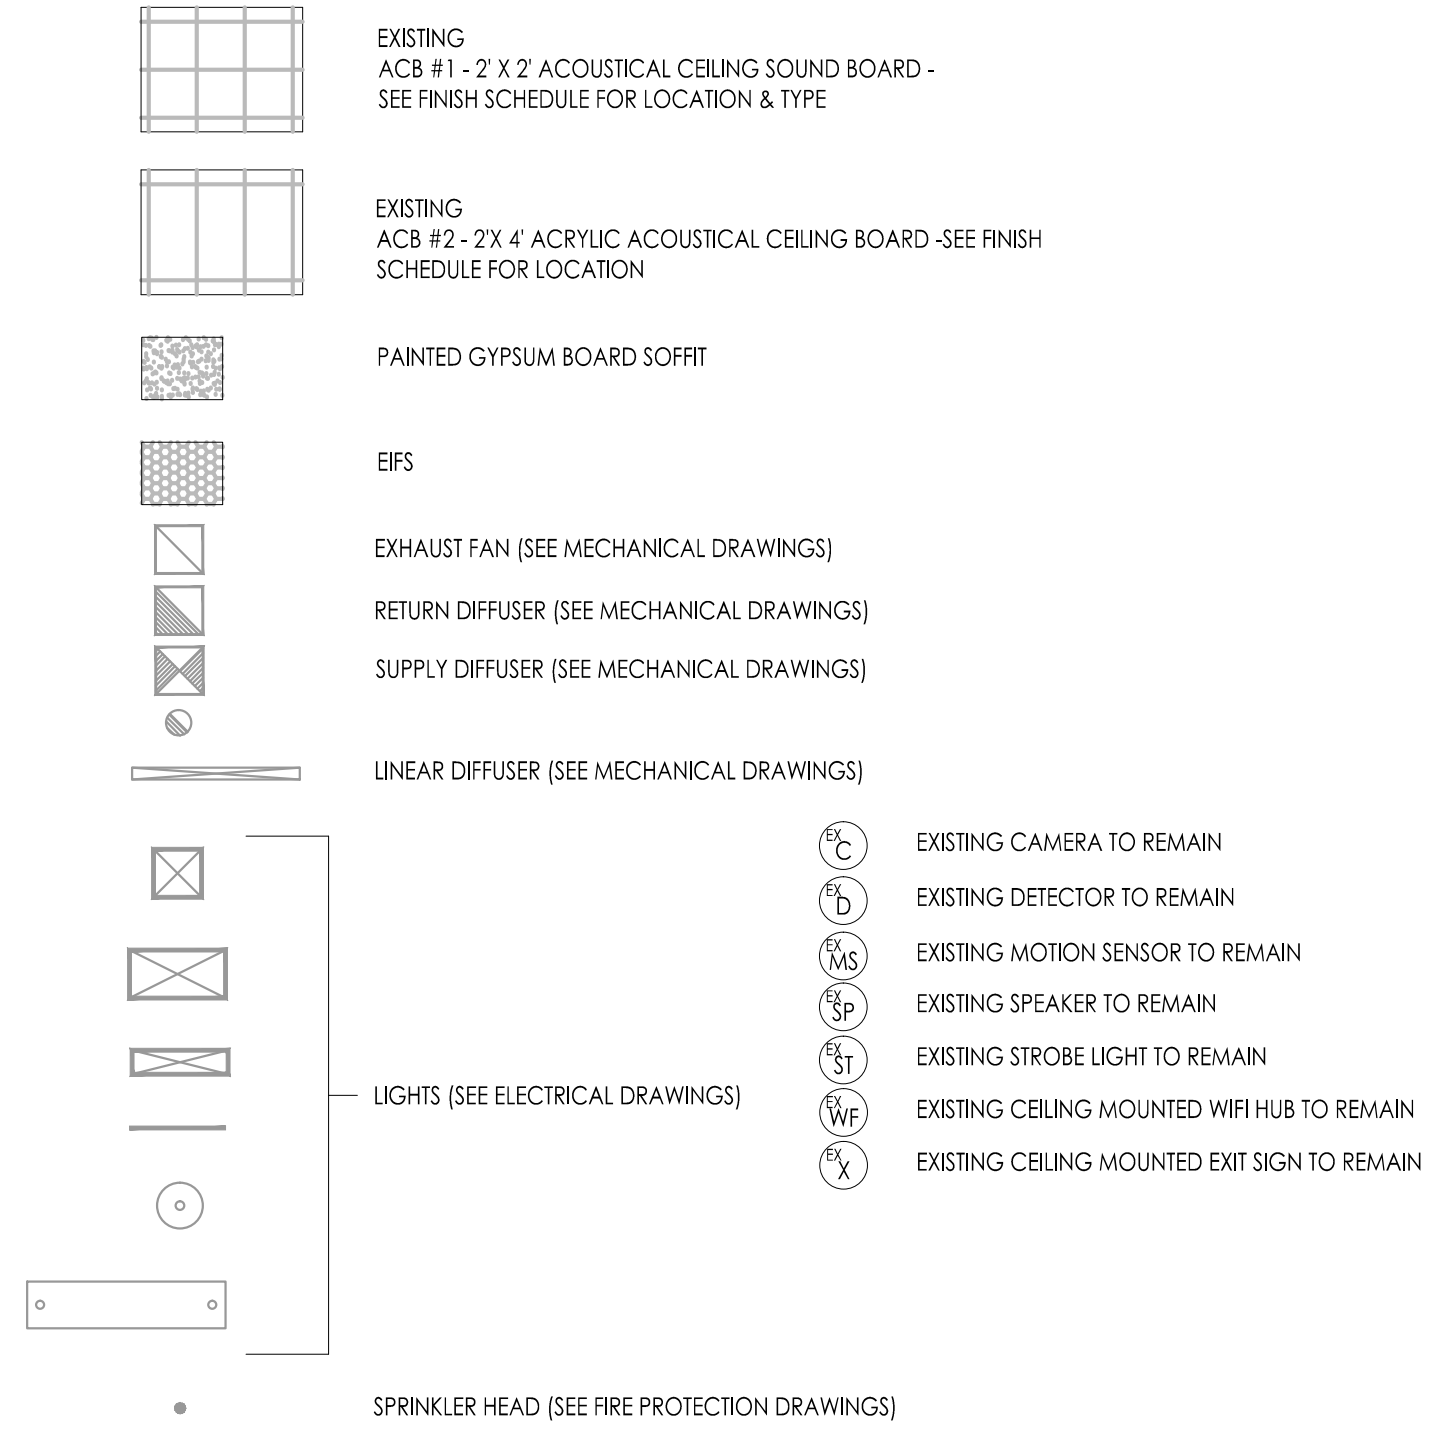 EXISTING
ACB #1 - 2' X 2' ACOUSTICAL CEILING SOUND BOARD -
SEE FINISH SCHEDULE FOR LOCATION & TYPE
EXISTING
ACB #2 - 2'X 4' ACRYLIC ACOUSTICAL CEILING BOARD -SEE FINISH
SCHEDULE FOR LOCATION
PAINTED GYPSUM BOARD SOFFIT
EIFS
EXHAUST FAN (SEE MECHANICAL DRAWINGS)
RETURN DIFFUSER (SEE MECHANICAL DRAWINGS)
SUPPLY DIFFUSER (SEE MECHANICAL DRAWINGS)
LINEAR DIFFUSER (SEE MECHANICAL DRAWINGS)
LIGHTS (SEE ELECTRICAL DRAWINGS)
EX
C
EXISTING CAMERA TO REMAIN
EX
D
EXISTING DETECTOR TO REMAIN
EX
MS
EXISTING MOTION SENSOR TO REMAIN
EX
SP
EXISTING SPEAKER TO REMAIN
EX
ST
EXISTING STROBE LIGHT TO REMAIN
EX
WF
EXISTING CEILING MOUNTED WIFI HUB TO REMAIN
EX
X
EXISTING CEILING MOUNTED EXIT SIGN TO REMAIN
SPRINKLER HEAD (SEE FIRE PROTECTION DRAWINGS)